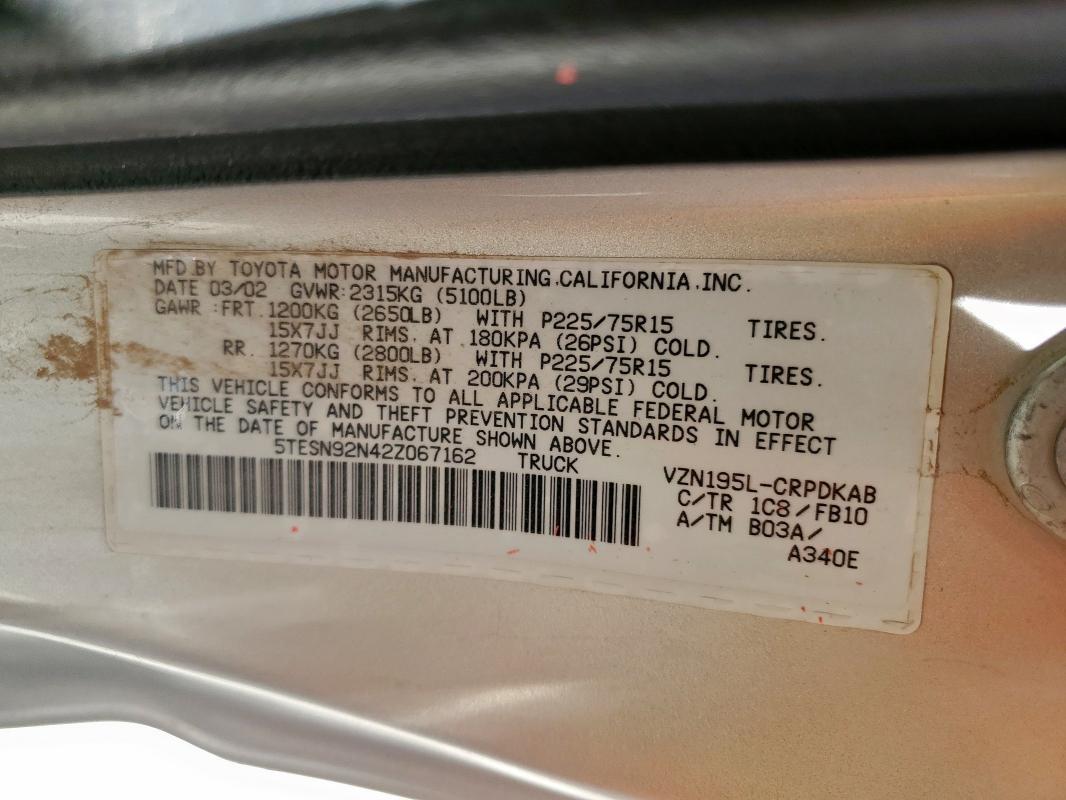 MFD.BY TOYOTA MOTOR MANUFACTURING,CALIFORNIA,INC.
DATE 03/02 GVWR:2315KG (5100LB)
GAWR :FRT. 1200KG (2650LB) WITH P225/75R15 TIRES.
15X7JJ RIMS, AT 180KPA (26PSI) COLD.
RR. 1270KG (2800LB) WITH P225/75R15 TIRES.
15X7JJ RIMS, AT 200KPA (29PSI) COLD.
THIS VEHICLE CONFORMS TO ALL APPLICABLE FEDERAL MOTOR
VEHICLE SAFETY AND THEFT PREVENTION STANDARDS IN EFFECT
ON THE DATE OF MANUFACTURE SHOWN ABOVE.
5TESN92N42Z067162 TRUCK
VZN195L-CRPDKAB
C/TR 1C8/FB10
A/TM B03A/
A340E